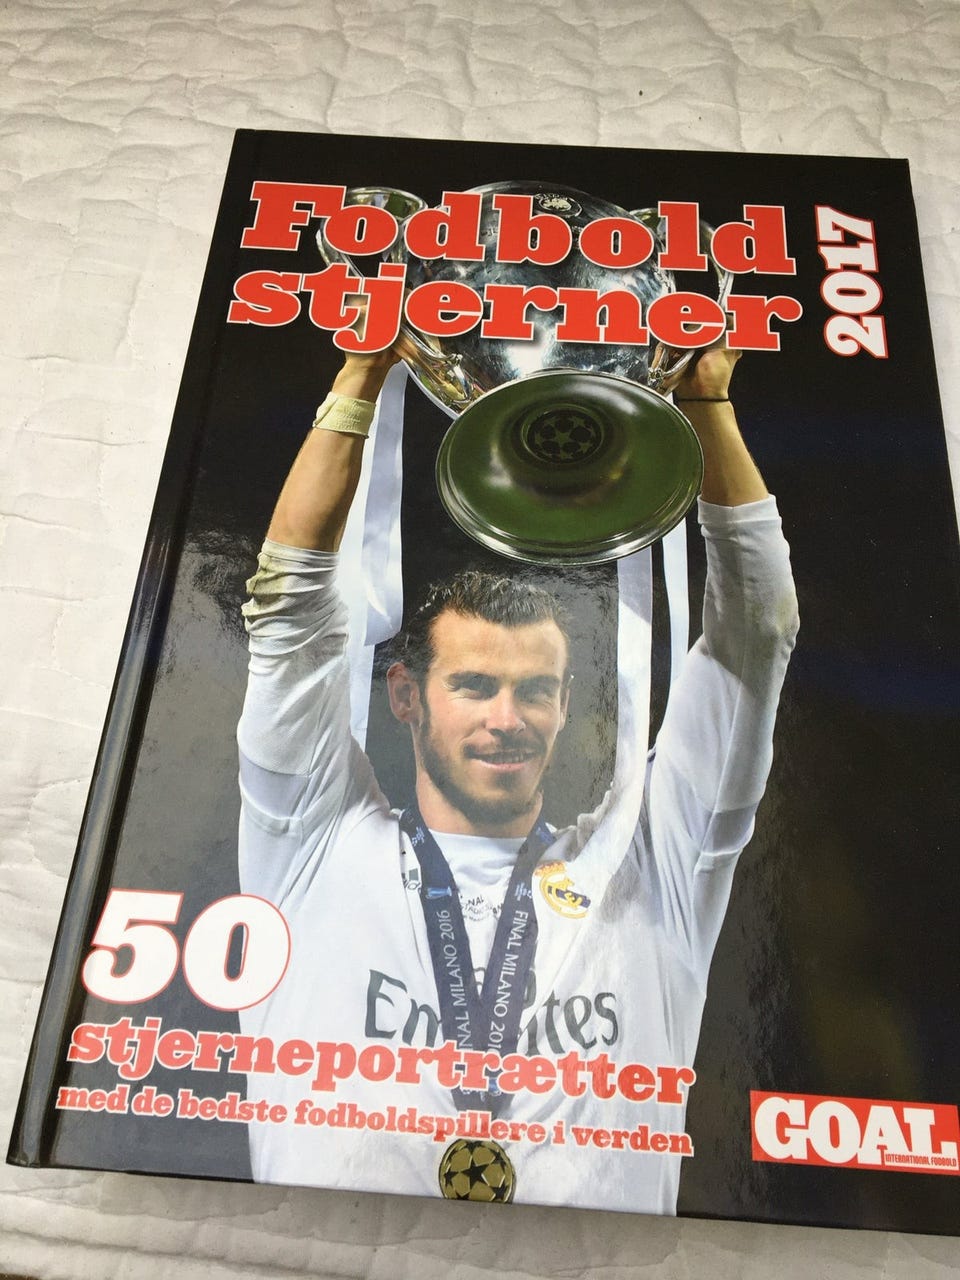 Fodbold
stjerner
2017
FINAL MILANO 2016
NAL MILANO 2016
Emirates
50
stjerneportrætter
med de bedste fodboldspillere i verden
GOAL
INTERNATIONAL FODBOLD